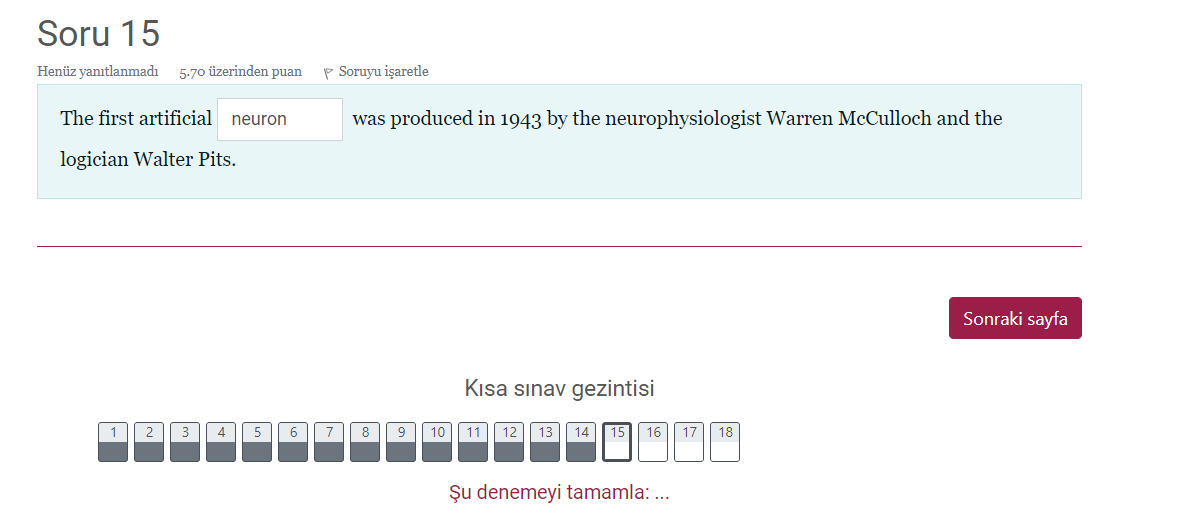 Soru 15
Henüz yanıtlanmadı 5.70 üzerinden puan Soruyu işaretle
The first artificial neuron was produced in 1943 by the neurophysiologist Warren McCulloch and the
logician Walter Pits.
Sonraki sayfa
Kısa sınav gezintisi
1 2 3 4 5 6 7 8 9 10 11 12 13 14 15 16 17 18
Şu denemeyi tamamla: ...